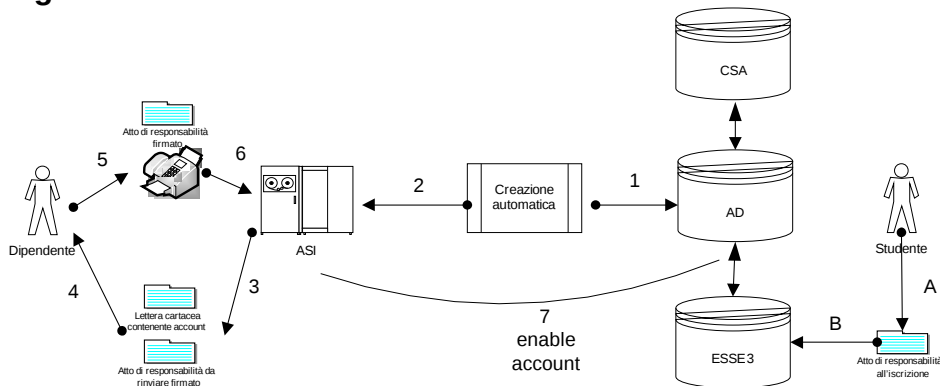 CSA
Atto di responsabilità
firmato
5
6
2
Creazione
automatica
1
AD
Dipendente
ASI
Studente
4
3
Lettera cartacea
contenente account
Atto di responsabilità da
rinviare firmato
7
enable
account
ESSE3
B
A
Atto di responsabilità
all'iscrizione